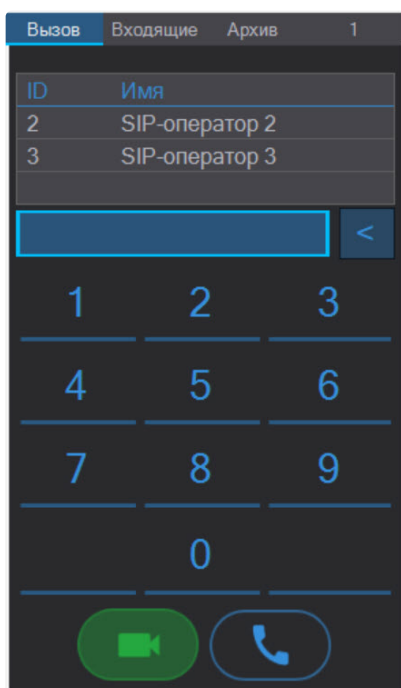 Вызов Входящие Архив 1
ID Имя
2 SIP-оператор 2
3 SIP-оператор 3
<
1 2 3
4 5 6
7 8 9
0